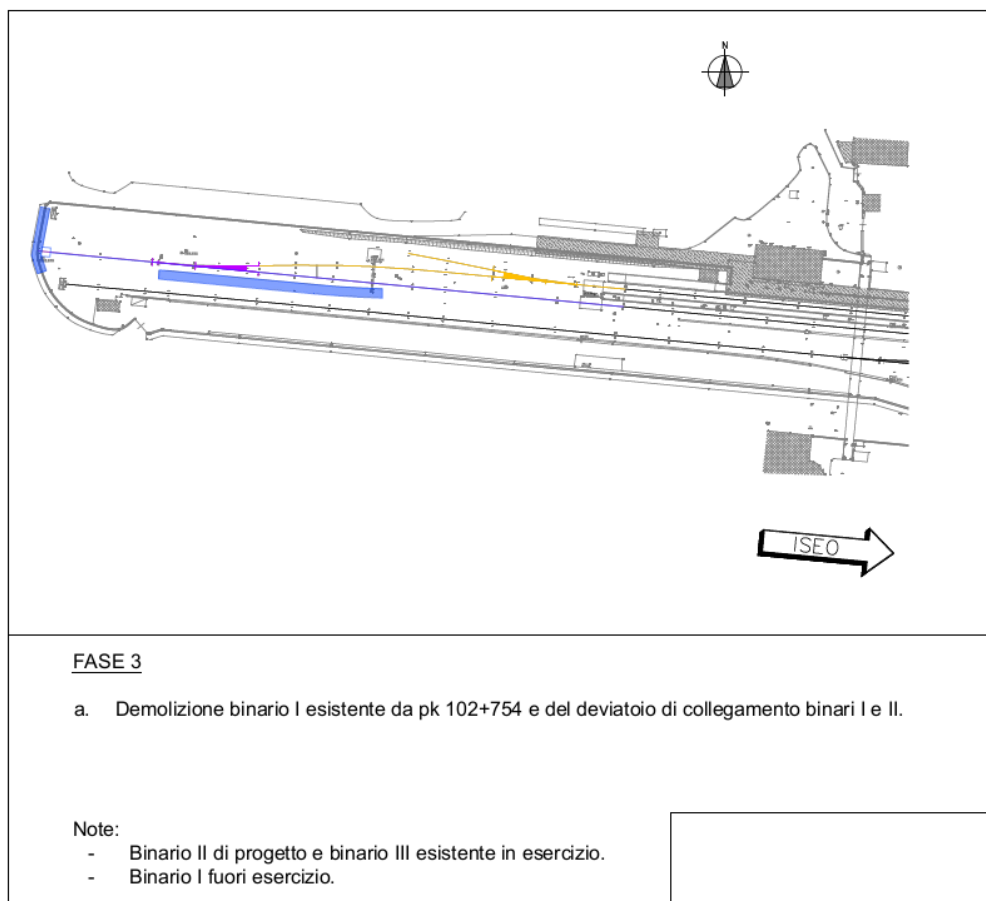 N
ISEO
FASE 3
a. Demolizione binario I esistente da pk 102+754 e del deviatoio di collegamento binari I e II.
Note:
- Binario II di progetto e binario III esistente in esercizio.
- Binario I fuori esercizio.